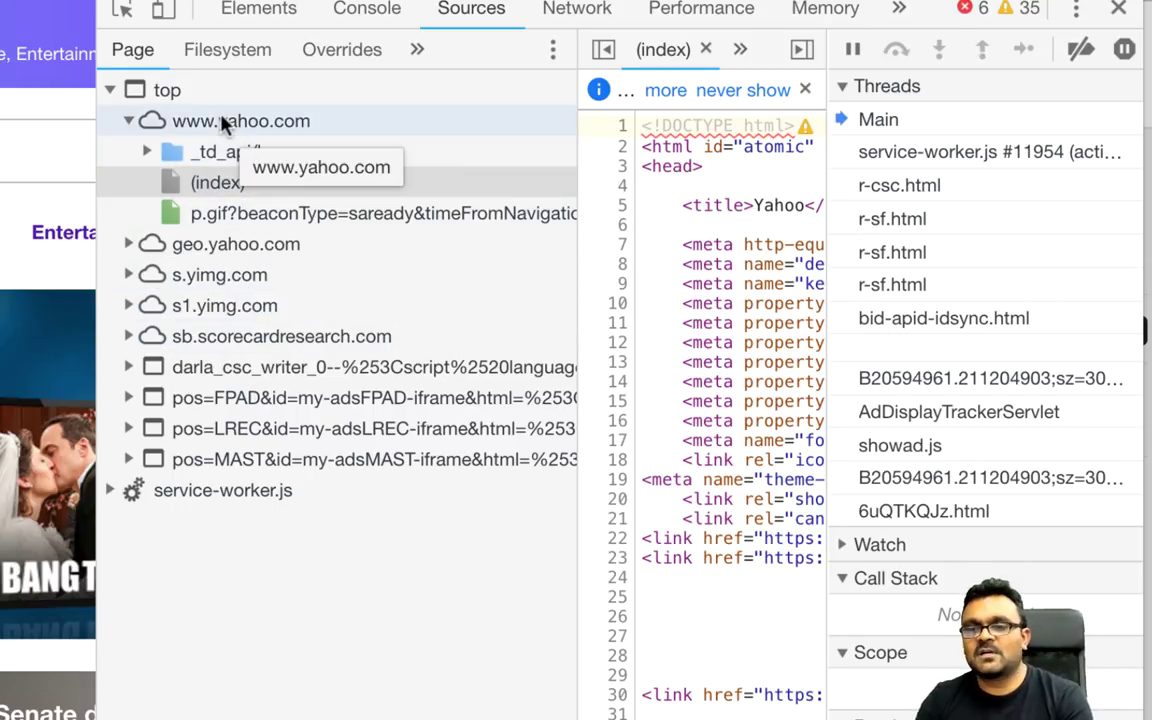 Elements Console Sources Network Performance Memory » 6 35
e, Entertainn
Page Filesystem Overrides »
(index) × »
top
www.yahoo.com
_td_ap
www.yahoo.com
(index)
p.gif?beaconType=saready&timeFromNavigatio
geo.yahoo.com
s.yimg.com
s1.yimg.com
sb.scorecardresearch.com
darla_csc_writer_0--%253Cscript%2520language
pos=FPAD&id=my-adsFPAD-iframe&html=%253
pos=LREC&id=my-adsLREC-iframe&html=%253
pos=MAST&id=my-adsMAST-iframe&html=%253
service-worker.js
Enterta
BANG T
Senate d
... more never show ×
1 <!DOCTYPE html>
2 <html id="atomic"
3 <head>
4
5 <title>Yahoo</
6
7 <meta http-equ
8 <meta name="de
9 <meta name="ke
10 <meta property
11 <meta property
12 <meta property
13 <meta property
14 <meta property
15 <meta property
16 <meta property
17 <meta name="fo
18 <link rel="ico
19 <meta name="theme-
20 <link rel="sho
21 <link rel="can
22 <link href="https:
23 <link href="https:
24
25
26
27
28
29
30 <link href="https:
31
Threads
Main
service-worker.js #11954 (acti...
r-csc.html
r-sf.html
r-sf.html
r-sf.html
bid-apid-idsync.html
B20594961.211204903;sz=30...
AdDisplayTrackerServlet
showad.js
B20594961.211204903;sz=30...
6uQTKQJz.html
Watch
Call Stack
No
Scope